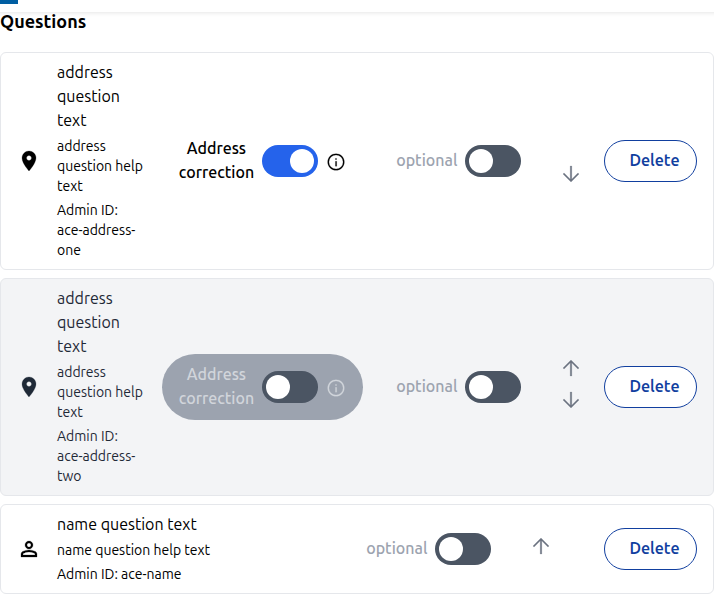 Questions
address
question
text
address
question help
text
Admin ID:
ace-address-
one
Address
correction
optional
Delete
address
question
text
address
question help
text
Admin ID:
ace-address-
two
Address
correction
optional
Delete
name question text
name question help text
Admin ID: ace-name
optional
Delete